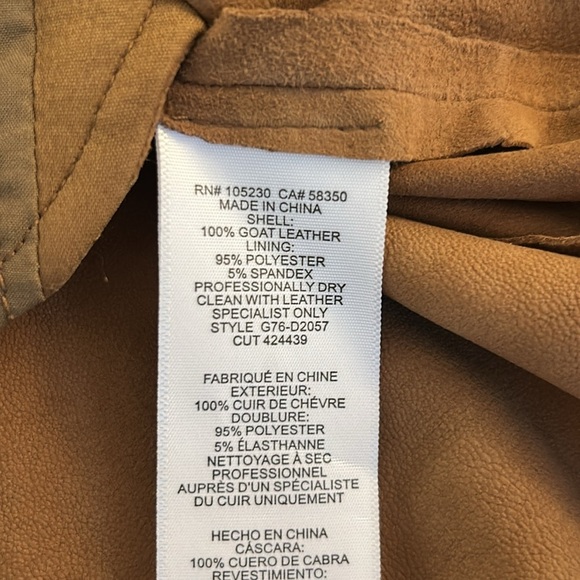 RN# 105230 CA# 58350
MADE IN CHINA
SHELL:
100% GOAT LEATHER
LINING:
95% POLYESTER
5% SPANDEX
PROFESSIONALLY DRY
CLEAN WITH LEATHER
SPECIALIST ONLY
STYLE G76-D2057
CUT 424439
FABRIQUÉ EN CHINE
EXTERIEUR:
100% CUIR DE CHÉVRE
DOUBLURE:
95% POLYESTER
5% ÉLASTHANNE
NETTOYAGE À SEC
PROFESSIONNEL
AUPRÈS D'UN SPÉCIALISTE
DU CUIR UNIQUEMENT
HECHO EN CHINA
CÁSCARA:
100% CUERO DE CABRA
REVESTIMIENTO: